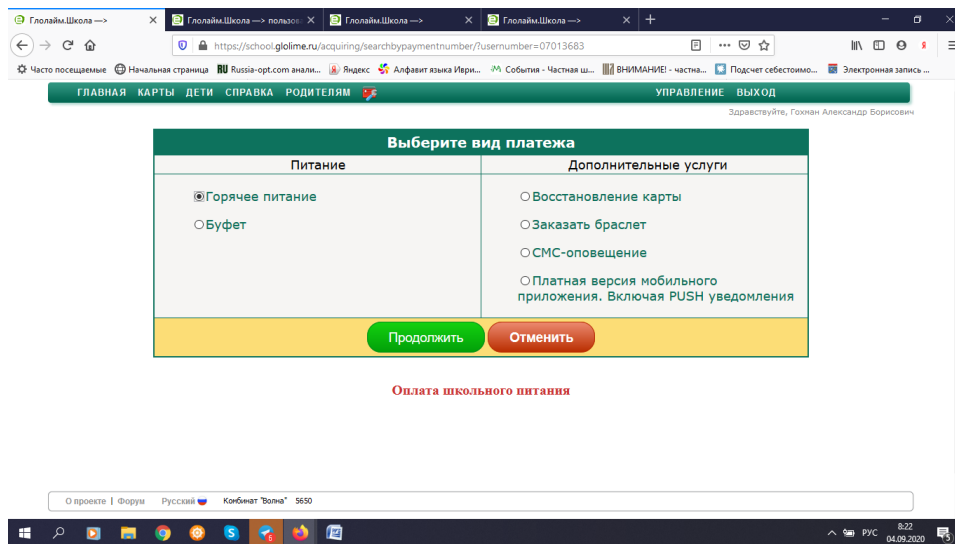 Глолайм.Школа —>
Глолайм.Школа —> пользов
Глолайм.Школа —>
Глолайм.Школа —>
https://school.glolime.ru/acquiring/searchbypaymentnumber/?usernumber=07013683
Часто посещаемые Начальная страница RU Russia-opt.com анали... Яндекс Алфавит языка Иври... События - Частная ш... ВНИМАНИЕ! - частна... Подсчет себестоимо... Электронная запись ...
ГЛАВНАЯ КАРТЫ ДЕТИ СПРАВКА РОДИТЕЛЯМ УПРАВЛЕНИЕ ВЫХОД
Здравствуйте, Гохман Александр Борисович
Выберите вид платежа
Питание Дополнительные услуги
Горячее питание Восстановление карты
Буфет Заказать браслет
СМС-оповещение
Платная версия мобильного
приложения. Включая PUSH уведомления
Продолжить Отменить
Оплата школьного питания
О проекте | Форум Русский Комбинат "Волна" 5650
РУС 8:22
04.09.2020